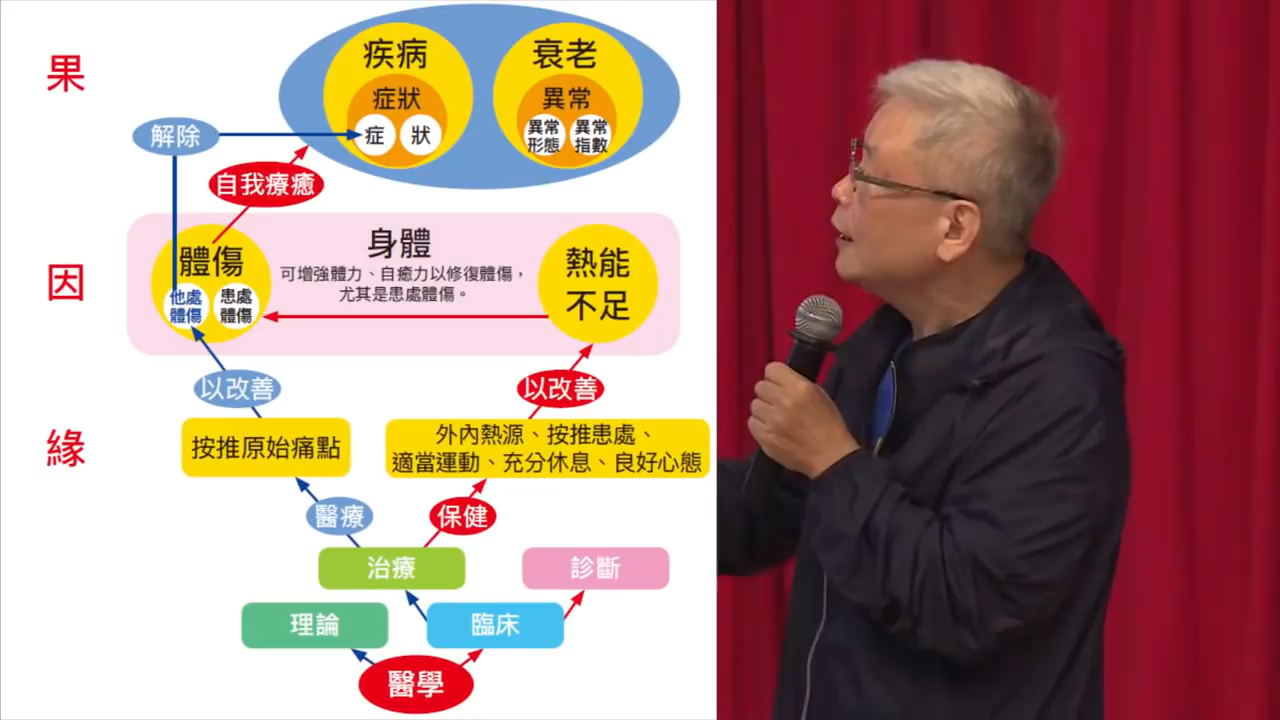 果
疾病
衰老
症狀
異常
症
狀
異常
形態
異常
指數
解除
自我療癒
因
體傷
他處
體傷
患處
體傷
身體
可增強體力、自癒力以修復體傷，
尤其是患處體傷。
熱能
不足
以改善
以改善
緣
按推原始痛點
外內熱源、按推患處、
適當運動、充分休息、良好心態
醫療
保健
治療
診斷
理論
臨床
醫學